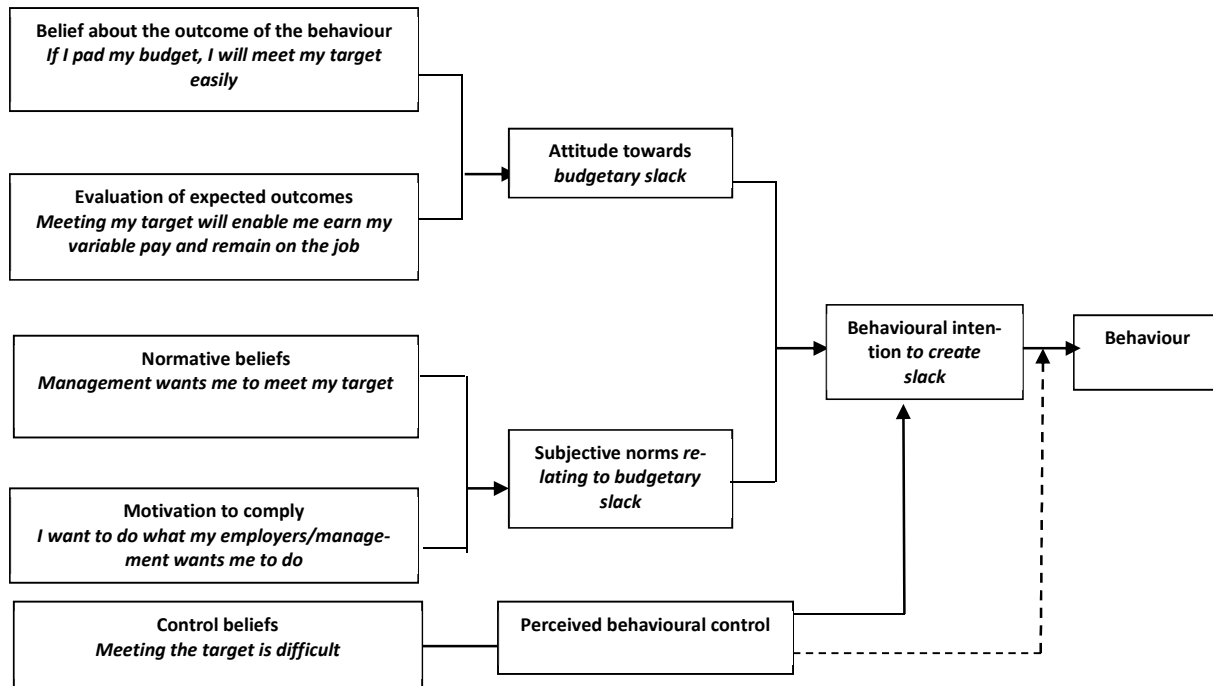 Belief about the outcome of the behaviour
If I pad my budget, I will meet my target
easily
Evaluation of expected outcomes
Meeting my target will enable me earn my
variable pay and remain on the job
Normative beliefs
Management wants me to meet my target
Motivation to comply
I want to do what my employers/manage-
ment wants me to do
Control beliefs
Meeting the target is difficult
Attitude towards
budgetary slack
Subjective norms re-
lating to budgetary
slack
Perceived behavioural control
Behavioural inten-
tion to create
slack
Behaviour